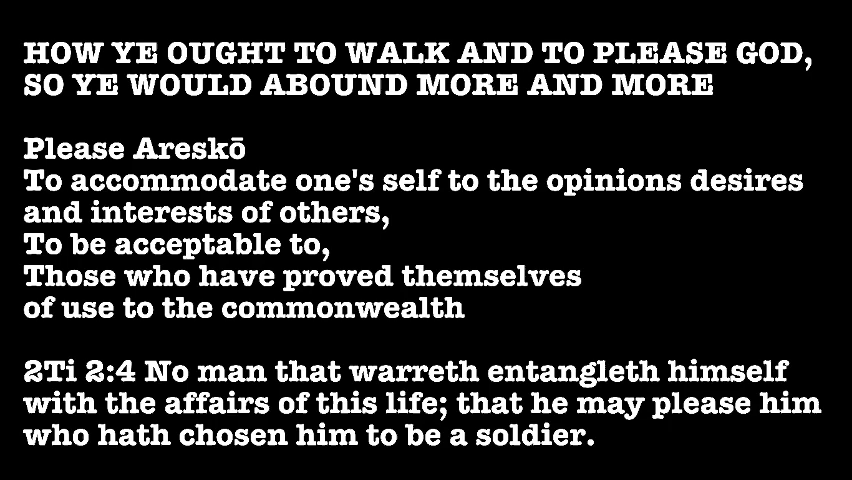 HOW YE OUGHT TO WALK AND TO PLEASE GOD,
SO YE WOULD ABOUND MORE AND MORE
Please Areskō
To accommodate one's self to the opinions desires
and interests of others,
To be acceptable to,
Those who have proved themselves
of use to the commonwealth
2Ti 2:4 No man that warreth entangleth himself
with the affairs of this life; that he may please him
who hath chosen him to be a soldier.